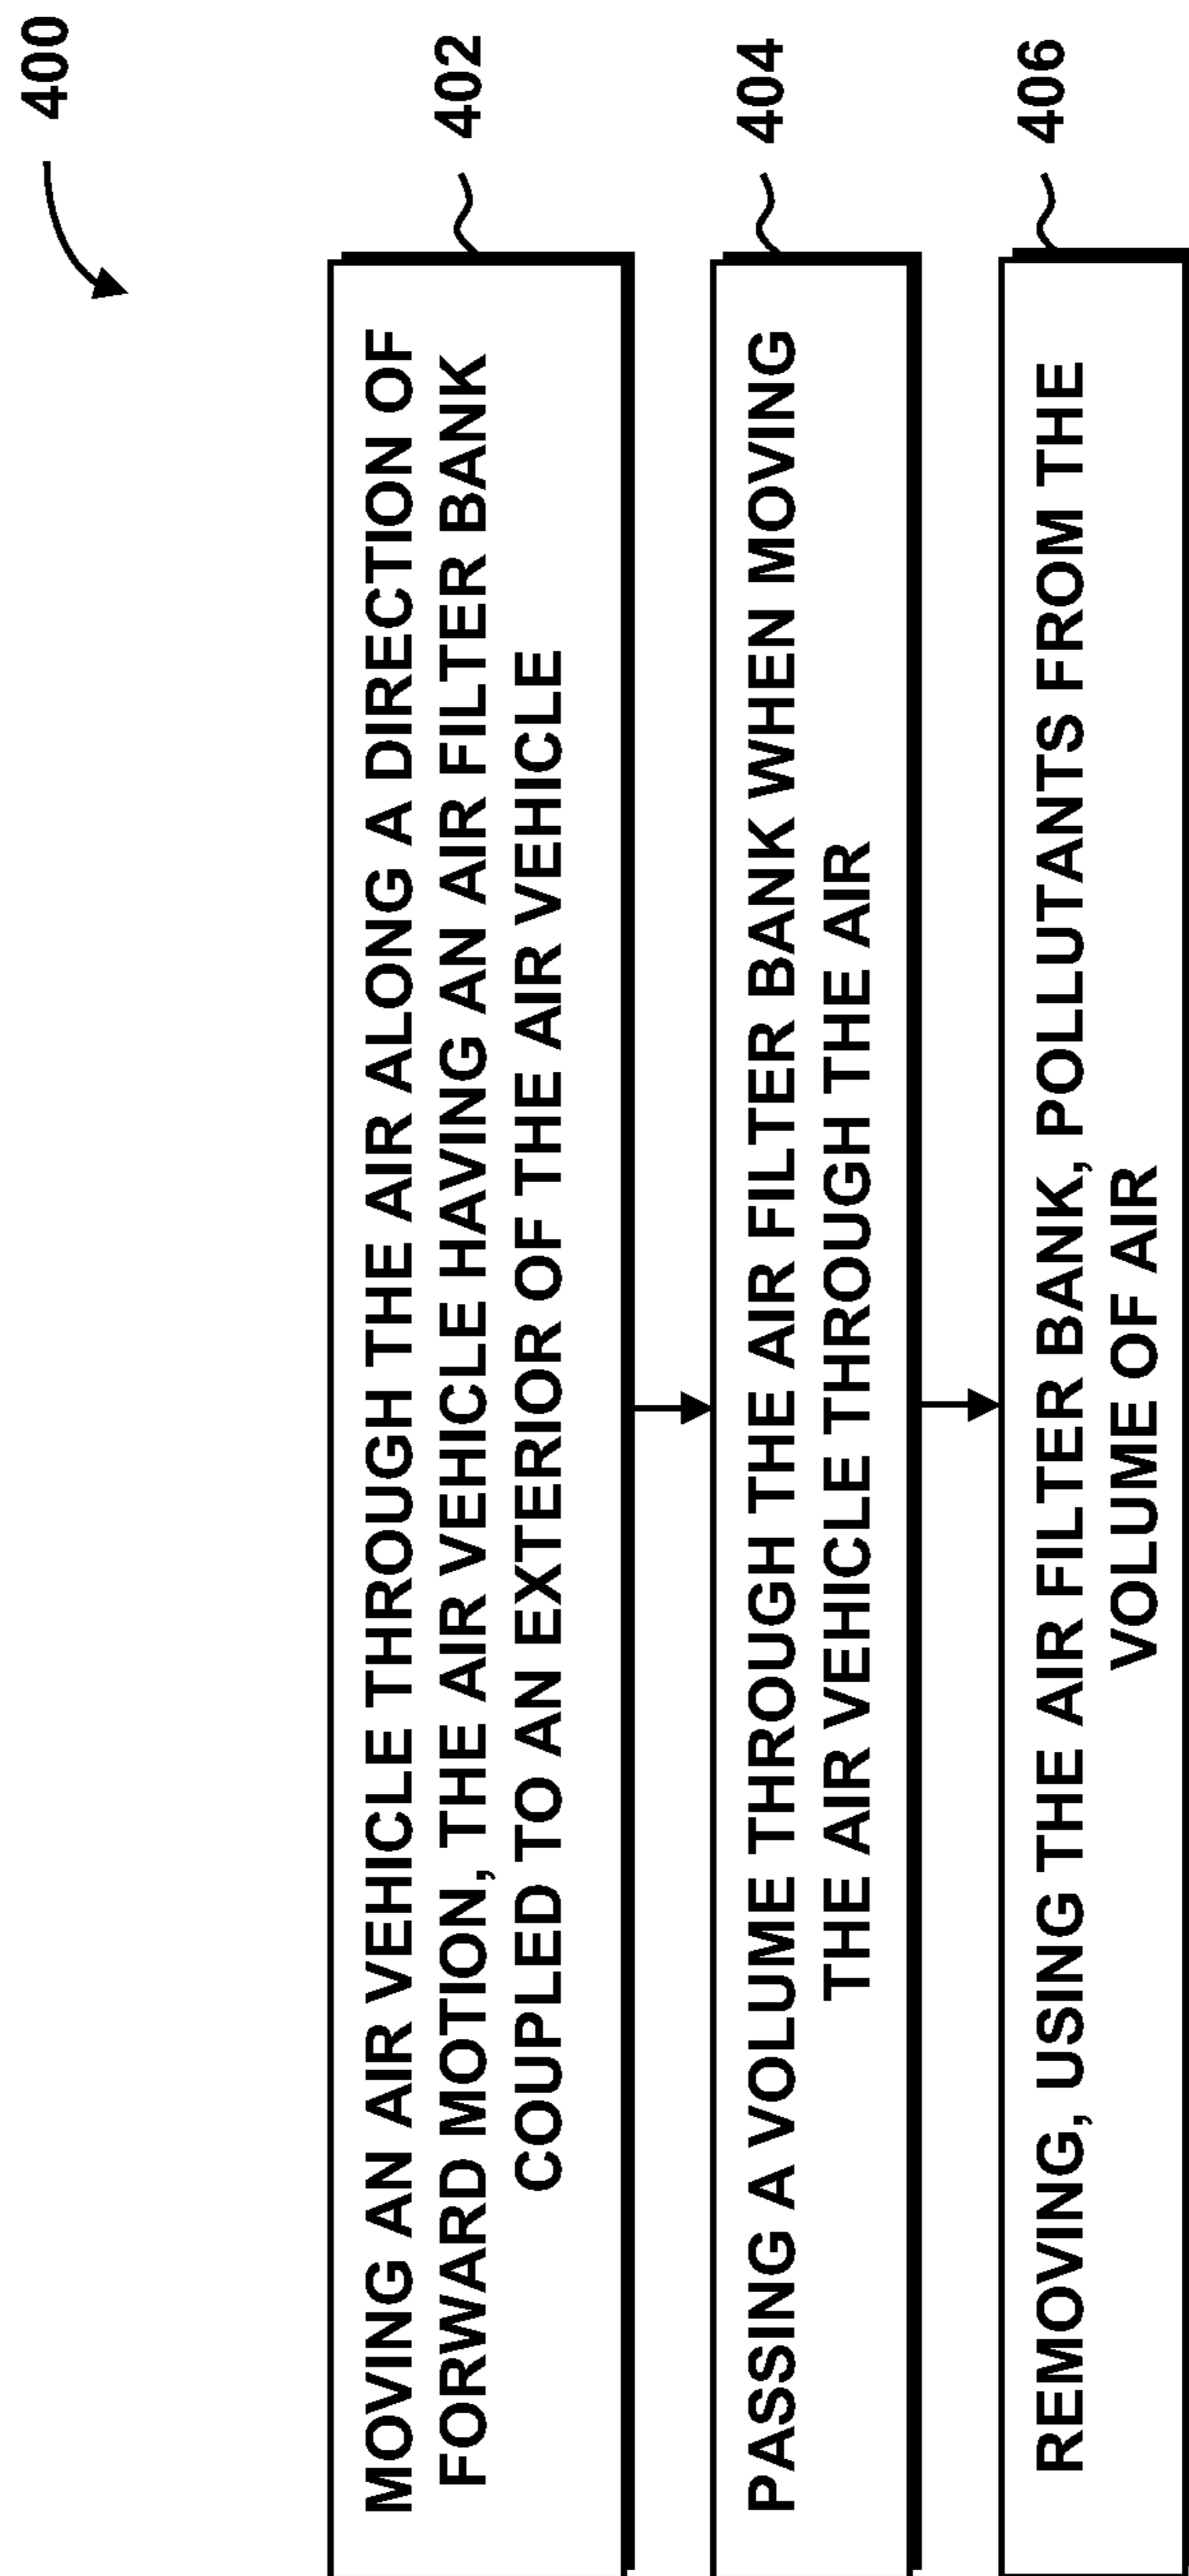 400
MOVING AN AIR VEHICLE THROUGH THE AIR ALONG A DIRECTION OF
FORWARD MOTION, THE AIR VEHICLE HAVING AN AIR FILTER BANK
COUPLED TO AN EXTERIOR OF THE AIR VEHICLE
402
PASSING A VOLUME THROUGH THE AIR FILTER BANK WHEN MOVING
THE AIR VEHICLE THROUGH THE AIR
404
REMOVING, USING THE AIR FILTER BANK, POLLUTANTS FROM THE
VOLUME OF AIR
406